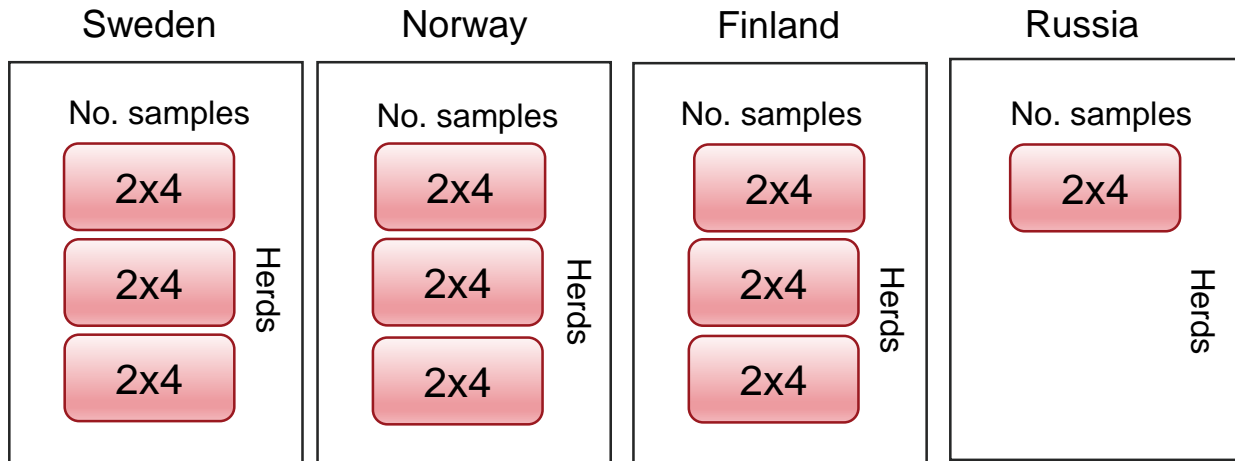 Sweden
No. samples
2x4
2x4
2x4
Herds
Norway
No. samples
2x4
2x4
2x4
Herds
Finland
No. samples
2x4
2x4
2x4
Herds
Russia
No. samples
2x4
Herds